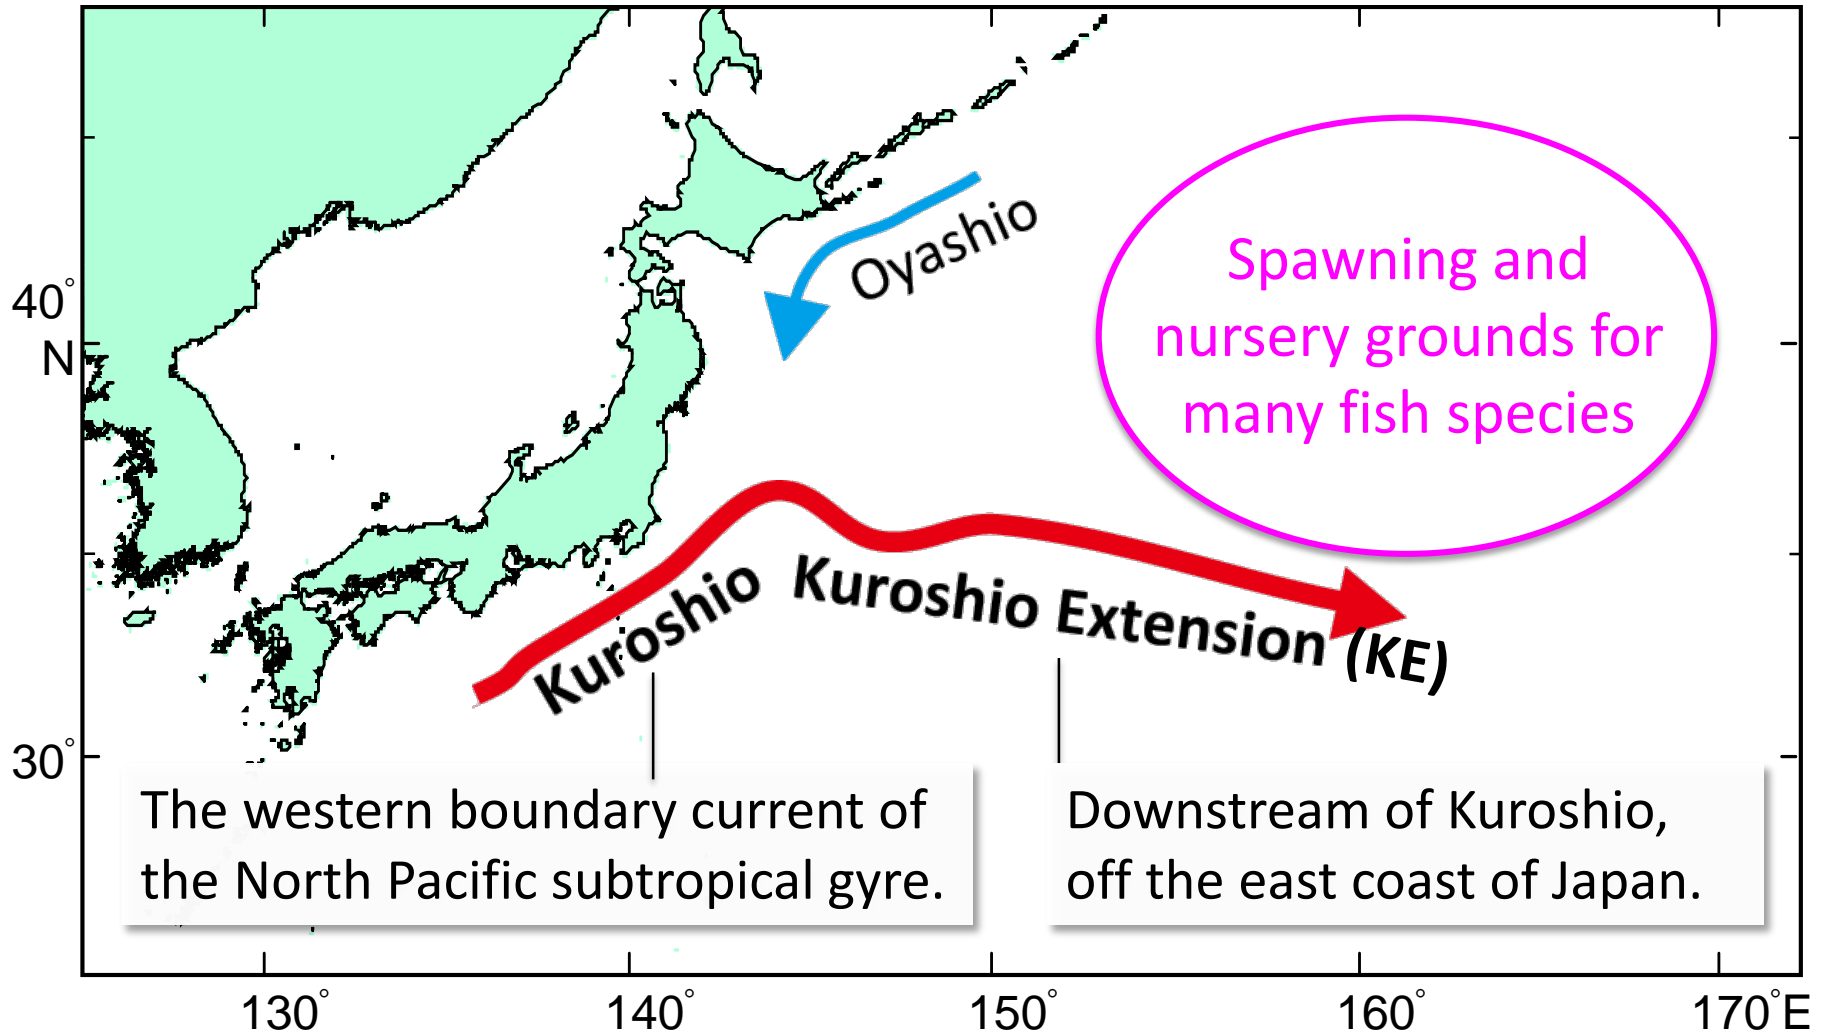 Oyashio
40°
N
Spawning and
nursery grounds for
many fish species
Kuroshio
Kuroshio Extension (KE)
30°
The western boundary current of
the North Pacific subtropical gyre.
Downstream of Kuroshio,
off the east coast of Japan.
130°
140°
150°
160°
170°E